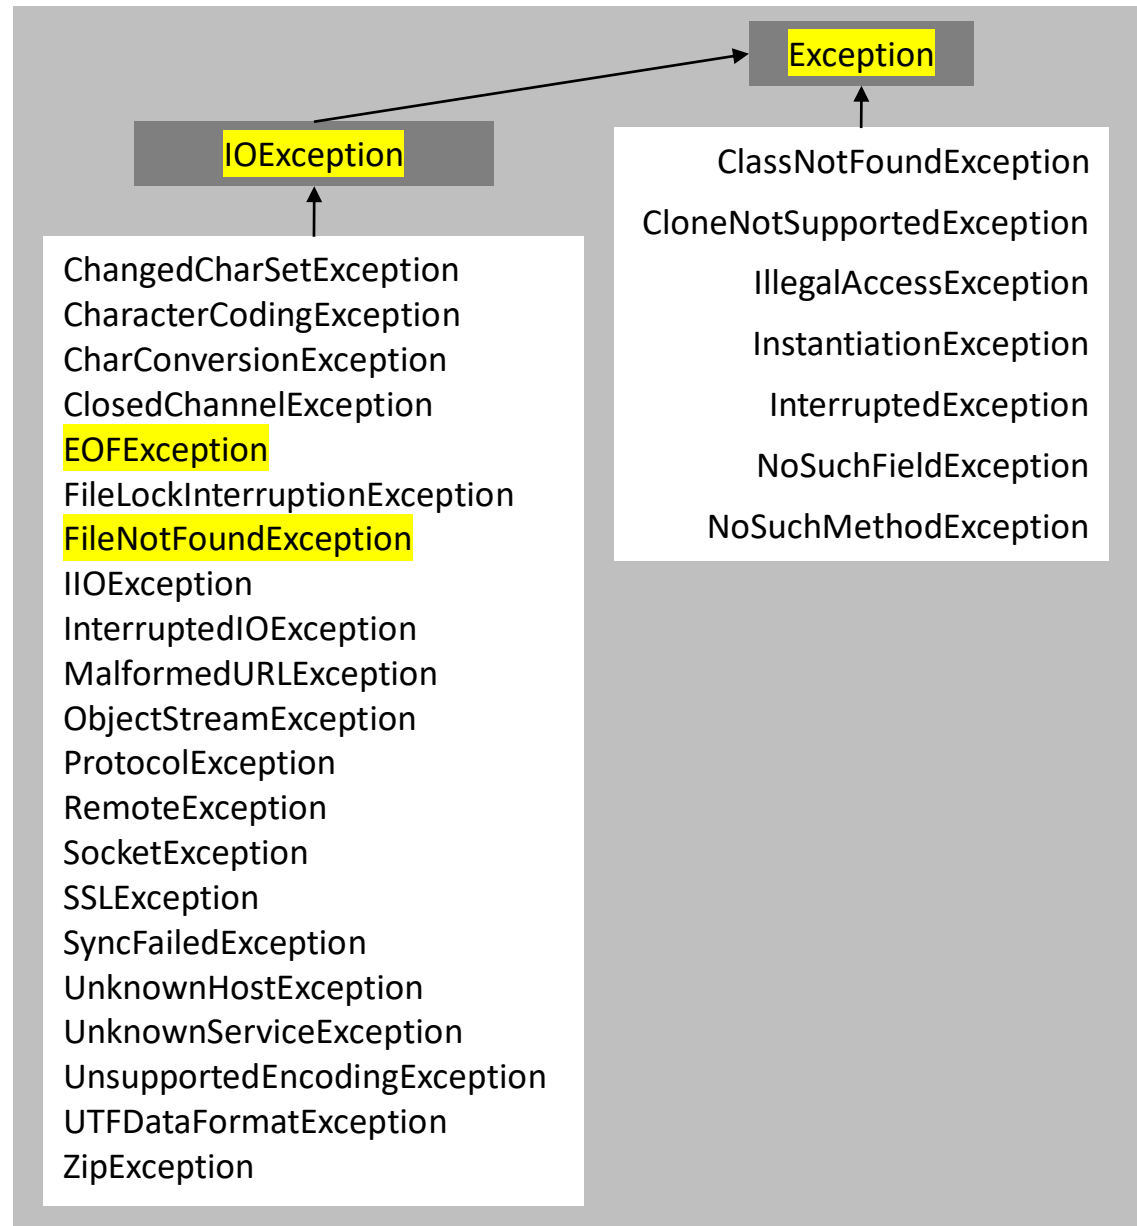 Exception
IOException
ClassNotFoundException
CloneNotSupportedException
IllegalAccessException
InstantiationException
InterruptedException
NoSuchFieldException
NoSuchMethodException
ChangedCharSetException
CharacterCodingException
CharConversionException
ClosedChannelException
EOFException
FileLockInterruptionException
FileNotFoundException
IIOException
InterruptedIOException
MalformedURLException
ObjectStreamException
ProtocolException
RemoteException
SocketException
SSLException
SyncFailedException
UnknownHostException
UnknownServiceException
UnsupportedEncodingException
UTFDataFormatException
ZipException